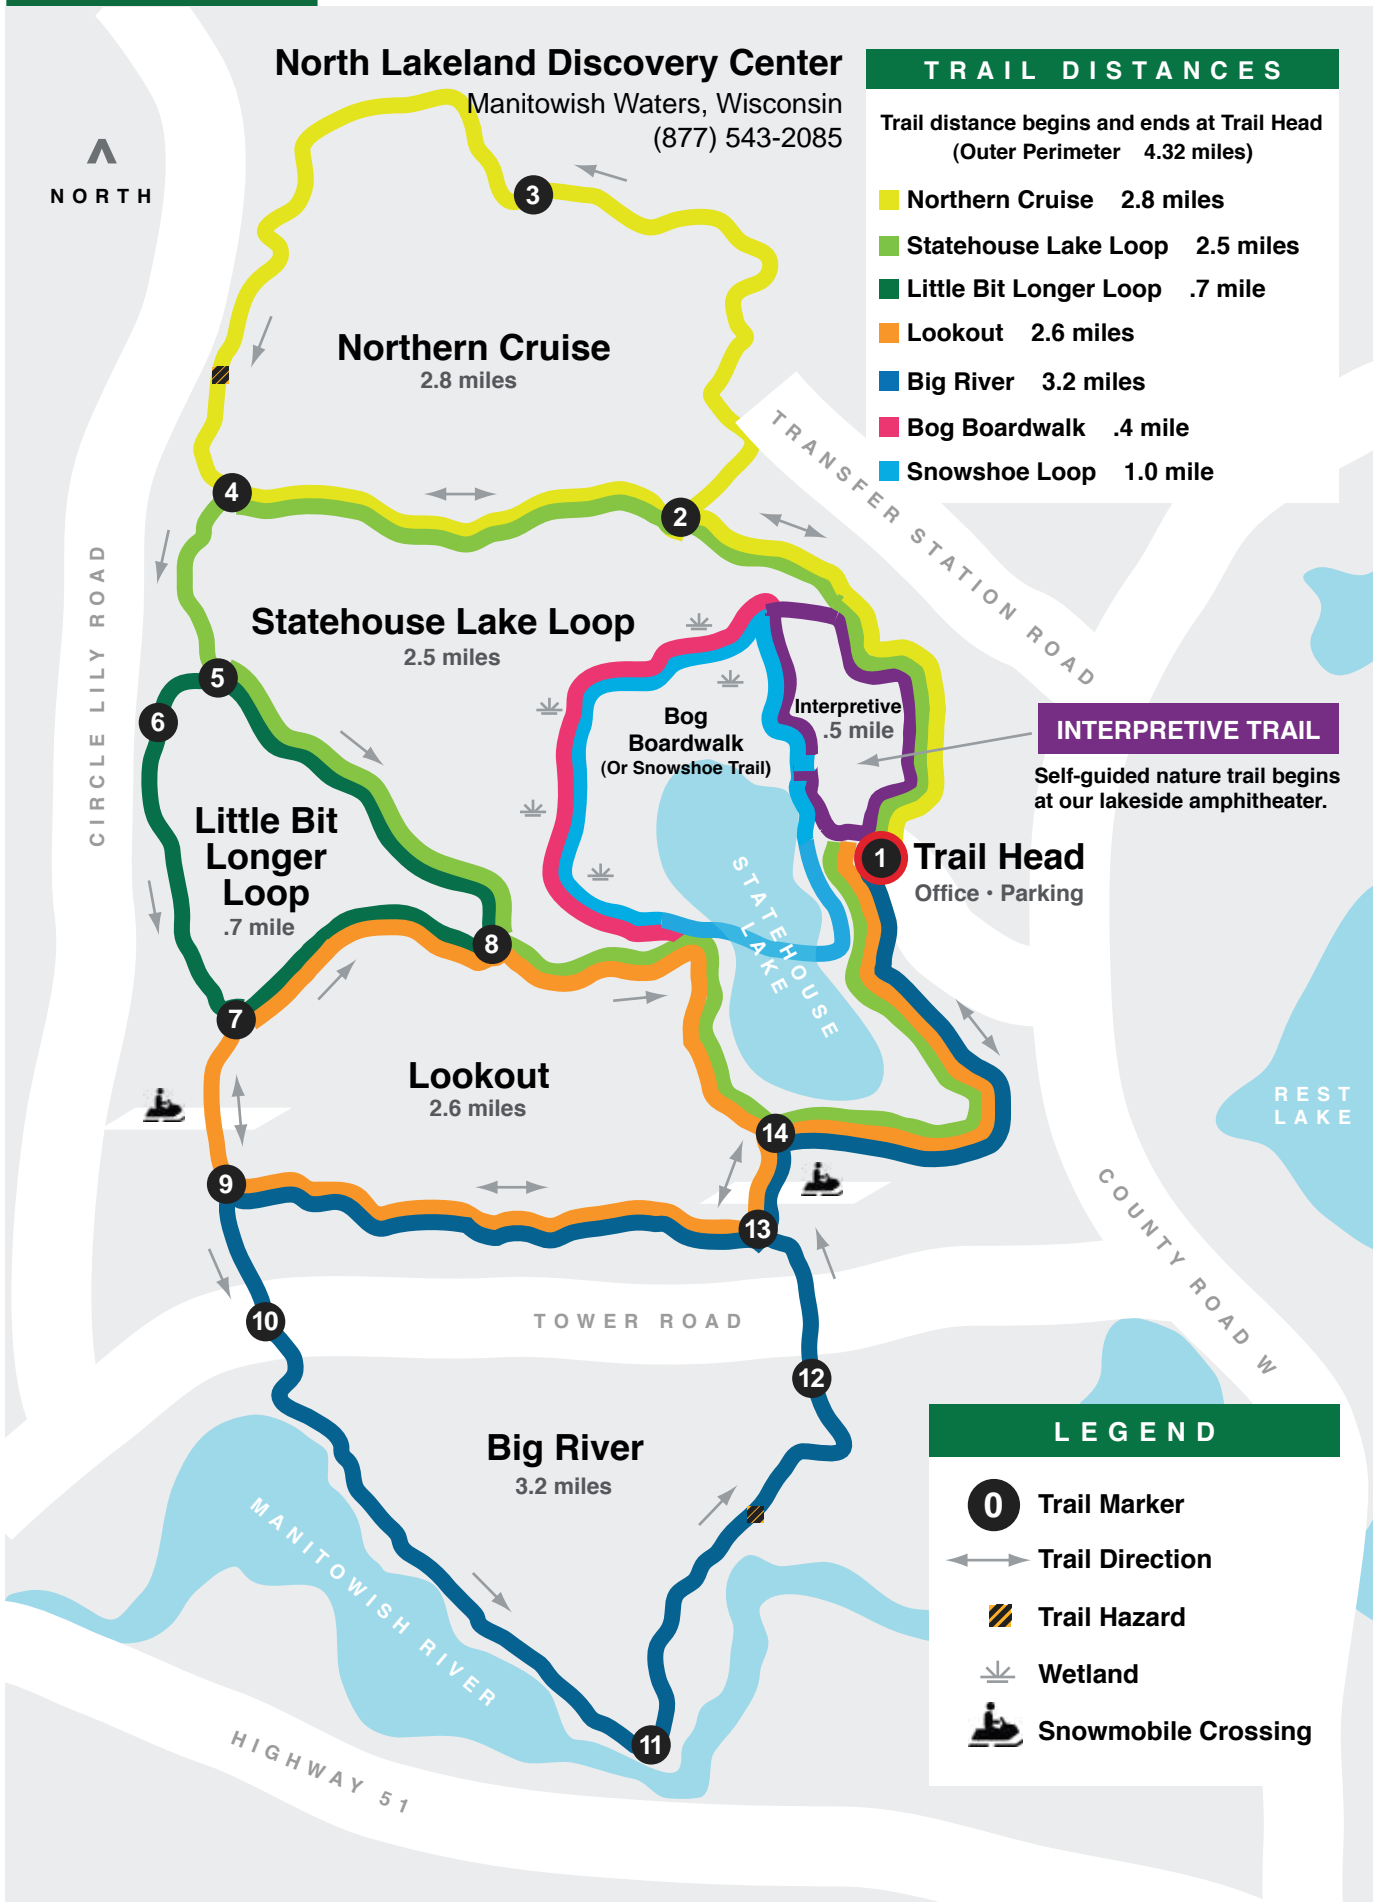 North Lakeland Discovery Center
Manitowish Waters, Wisconsin
(877) 543-2085
NORTH
TRAIL DISTANCES
Trail distance begins and ends at Trail Head
(Outer Perimeter 4.32 miles)
Northern Cruise 2.8 miles
Statehouse Lake Loop 2.5 miles
Little Bit Longer Loop .7 mile
Lookout 2.6 miles
Big River 3.2 miles
Bog Boardwalk .4 mile
Snowshoe Loop 1.0 mile
3
Northern Cruise
2.8 miles
TRANSFER STATION ROAD
4
2
CIRCLE LILY ROAD
Statehouse Lake Loop
2.5 miles
5
6
Bog
Boardwalk
(Or Snowshoe Trail)
Interpretive
.5 mile
INTERPRETIVE TRAIL
Self-guided nature trail begins
at our lakeside amphitheater.
Little Bit
Longer
Loop
.7 mile
STATEHOUSE
LAKE
1
Trail Head
Office • Parking
8
7
Lookout
2.6 miles
REST
LAKE
14
9
13
COUNTY ROAD W
10
TOWER ROAD
12
Big River
3.2 miles
MANITOWISH RIVER
11
HIGHWAY 51
LEGEND
0
Trail Marker
Trail Direction
Trail Hazard
Wetland
Snowmobile Crossing